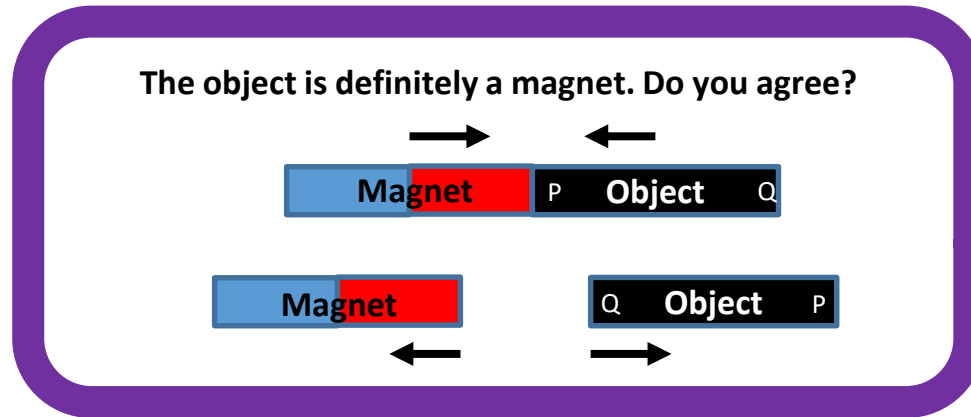 The object is definitely a magnet. Do you agree?
Magnet P Object Q
Magnet Q Object P